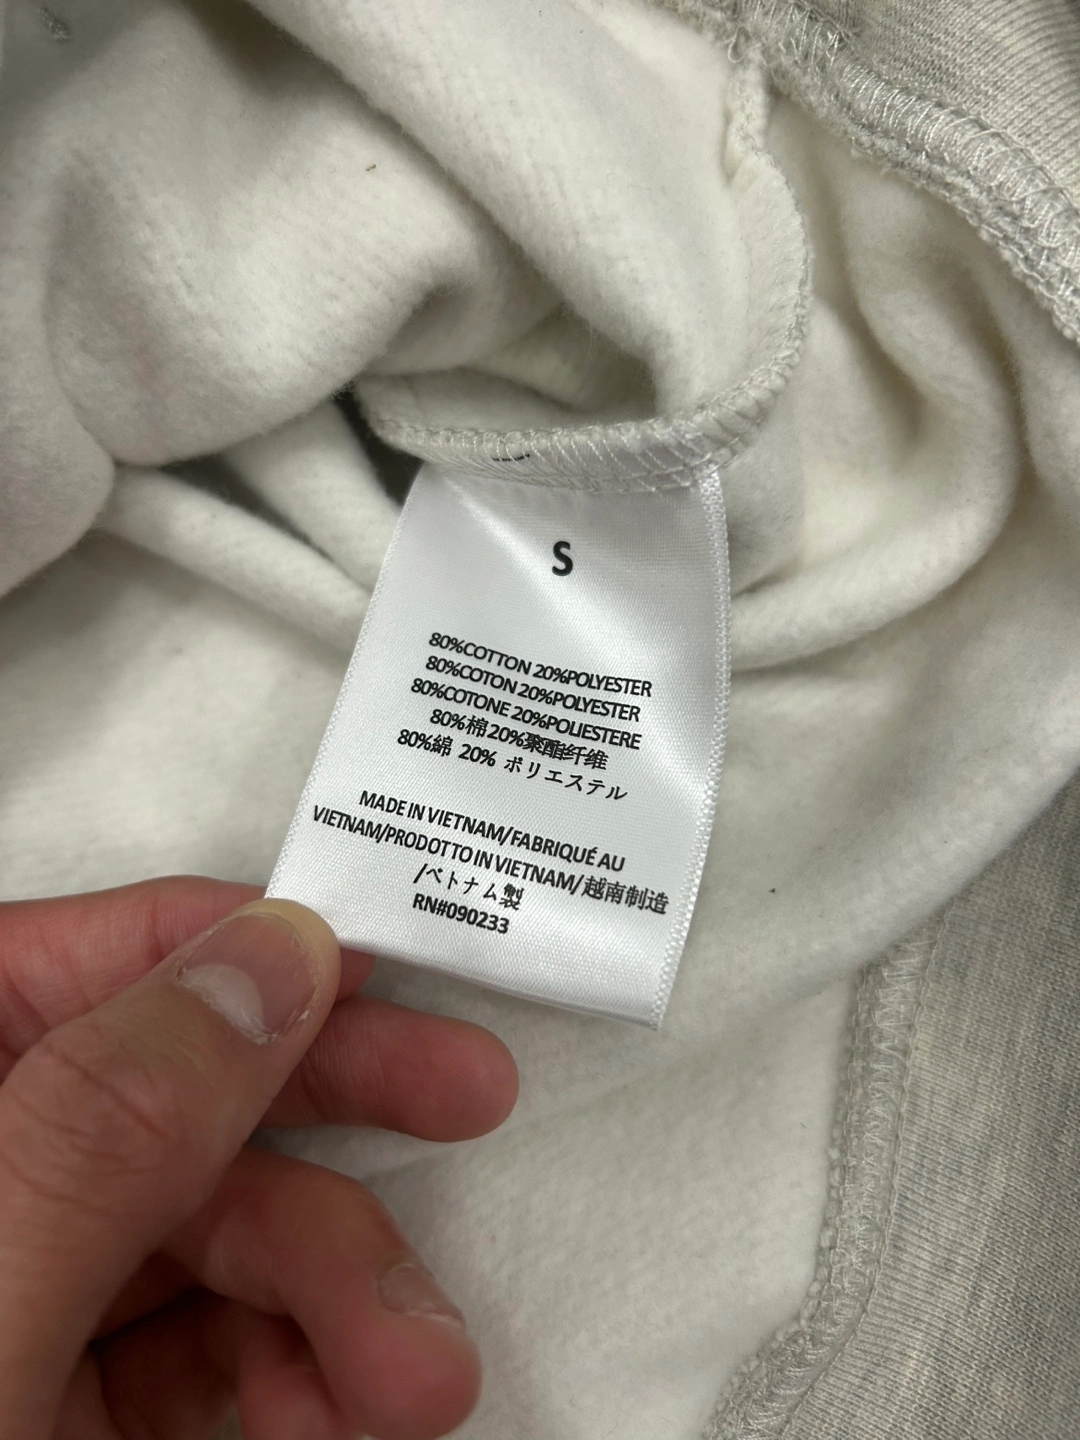 S
80%COTTON 20%POLYESTER
80%COTON 20%POLYESTER
80%COTONE 20%POLIESTERE
80%棉20%聚酯纤维
80%綿 20% ポリエステル
MADE IN VIETNAM/FABRIQUÉ AU
VIETNAM/PRODOTTO IN VIETNAM/越南制造
/ベトナム製
RN#090233